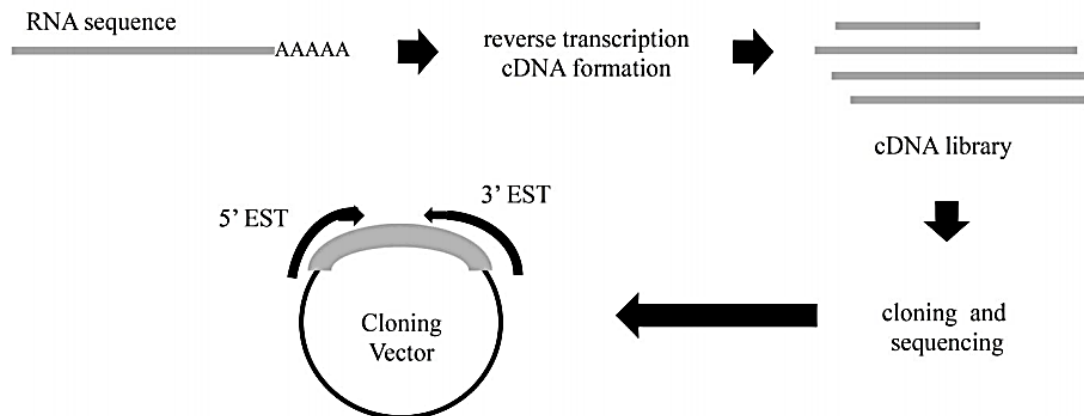 RNA sequence
AAAAA
reverse transcription
cDNA formation
cDNA library
cloning and
sequencing
5’ EST
3’ EST
Cloning
Vector